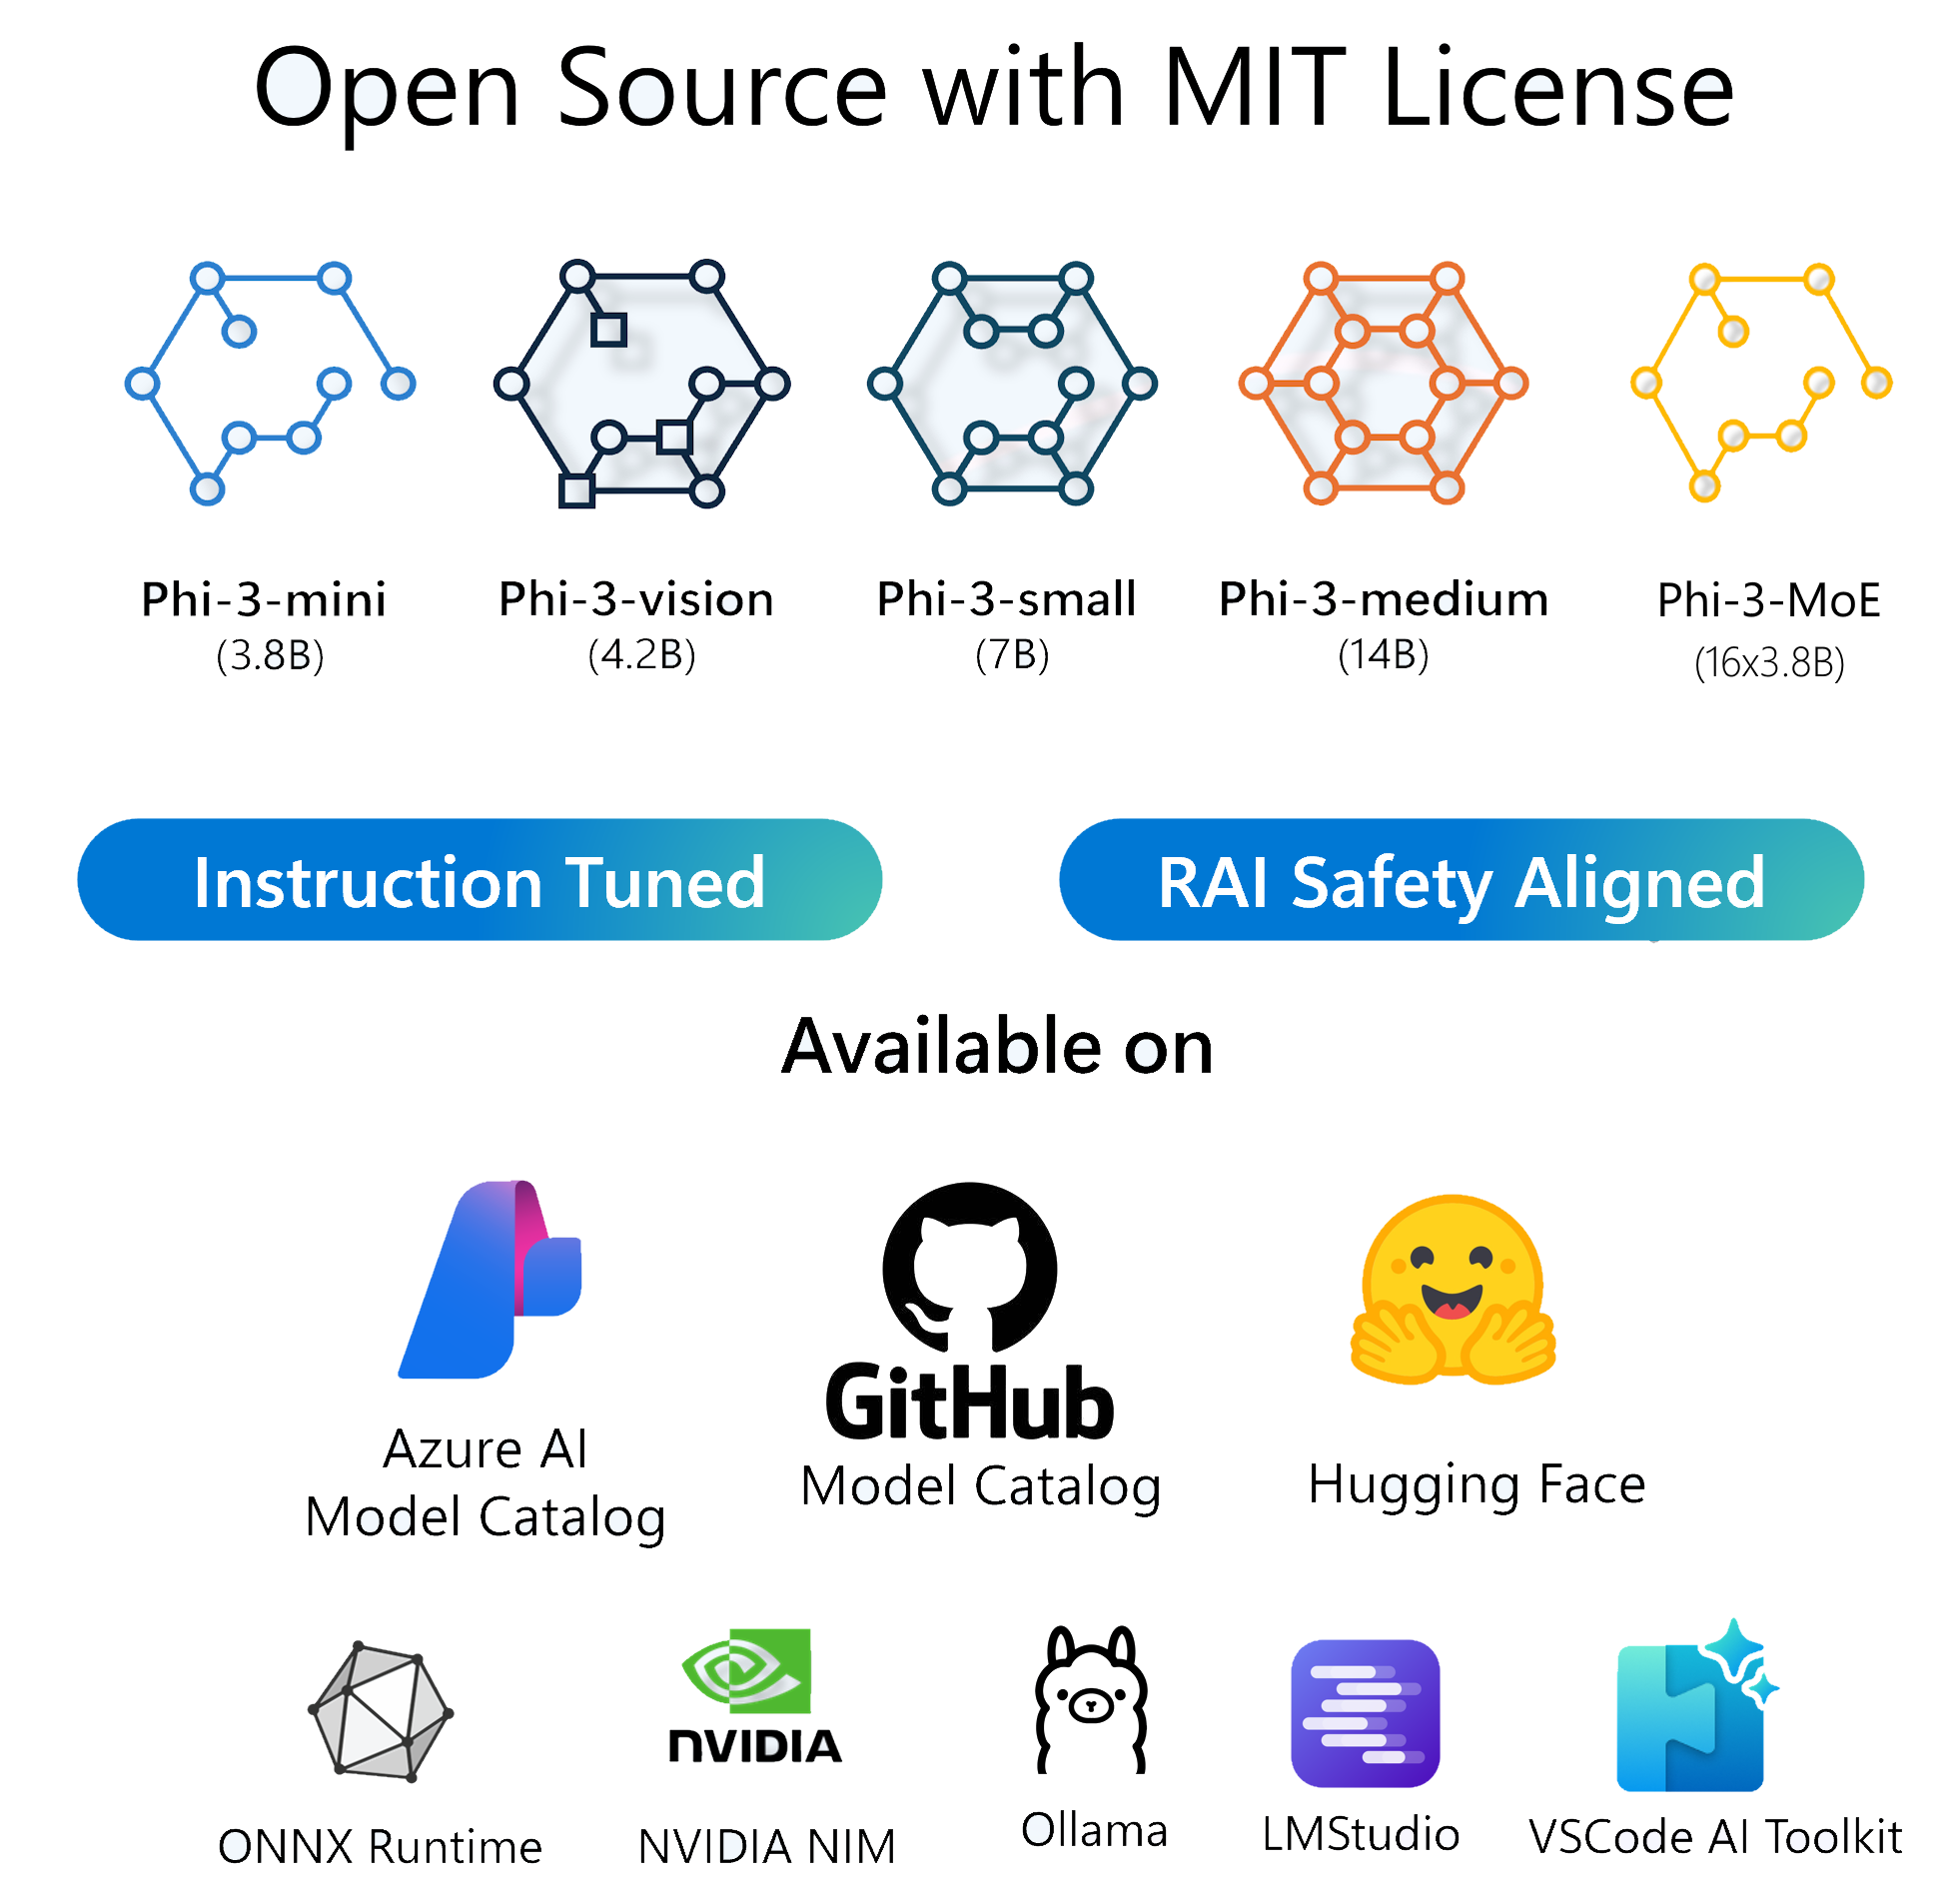 Open Source with MIT License
Phi-3-mini
(3.8B)
Phi-3-vision
(4.2B)
Phi-3-small
(7B)
Phi-3-medium
(14B)
Phi-3-MoE
(16x3.8B)
Instruction Tuned
RAI Safety Aligned
Available on
Azure AI
Model Catalog
GitHub
Model Catalog
Hugging Face
ONNX Runtime
NVIDIA
NVIDIA NIM
Ollama
LMStudio
VSCode AI Toolkit